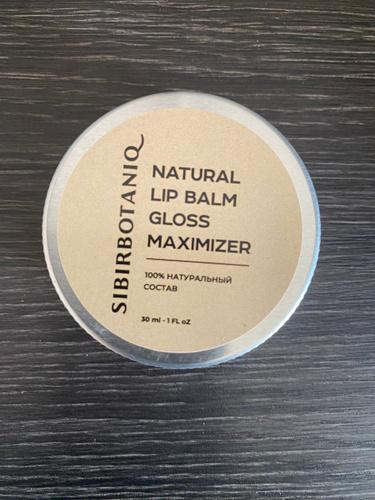 SIBIRBOTANIQ
NATURAL
LIP BALM
GLOSS
MAXIMIZER
100% НАТУРАЛЬНЫЙ
СОСТАВ
30 ml - 1 FL oZ